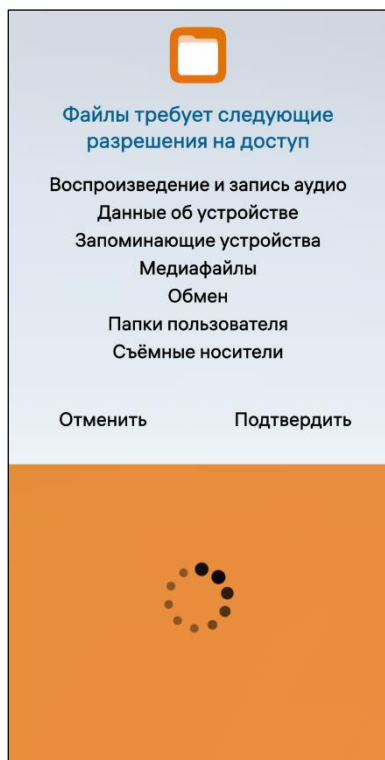 Файлы требует следующие
разрешения на доступ
Воспроизведение и запись аудио
Данные об устройстве
Запоминающие устройства
Медиафайлы
Обмен
Папки пользователя
Съёмные носители
Отменить Подтвердить